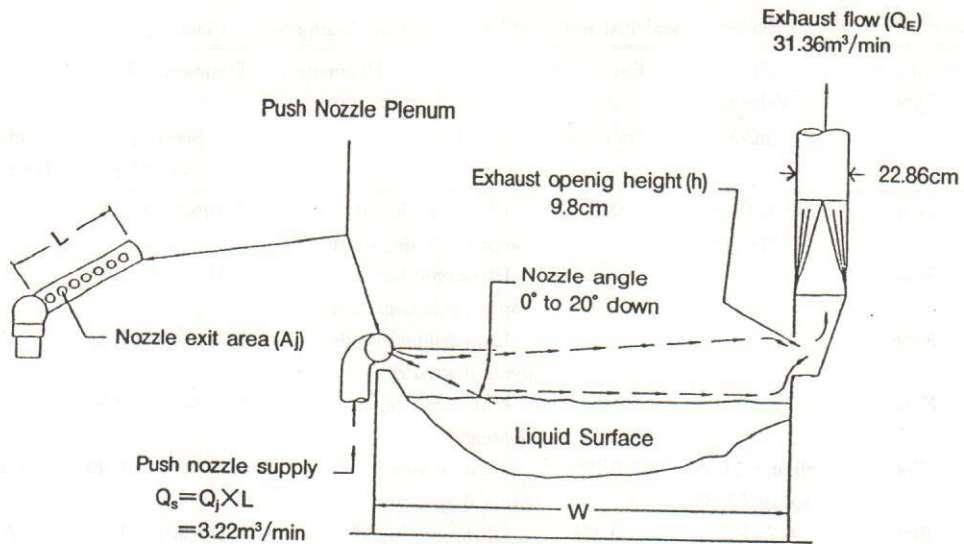 Exhaust flow (QE)
31.36m³/min
Push Nozzle Plenum
22.86cm
Exhaust openig height (h)
9.8cm
L
Nozzle angle
0° to 20° down
Nozzle exit area (Aj)
Liquid Surface
Push nozzle supply
Qs=Qj×L
=3.22m³/min
W